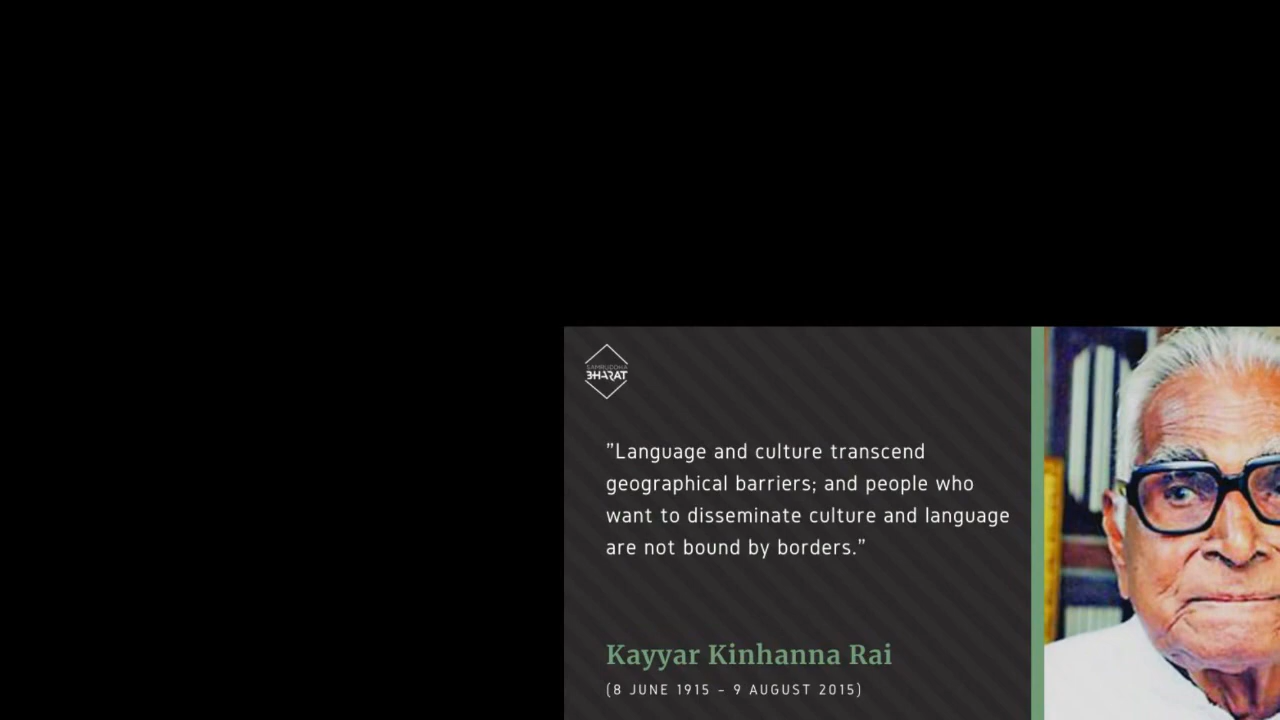 SAMRUDDHA
BHARAT
”Language and culture transcend
geographical barriers; and people who
want to disseminate culture and language
are not bound by borders.”
Kayyar Kinhanna Rai
(8 JUNE 1915 – 9 AUGUST 2015)